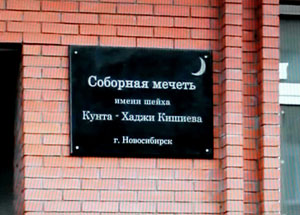 Соборная мечеть
имени шейха
Кунта - Хаджи Кишиева
г. Новосибирск